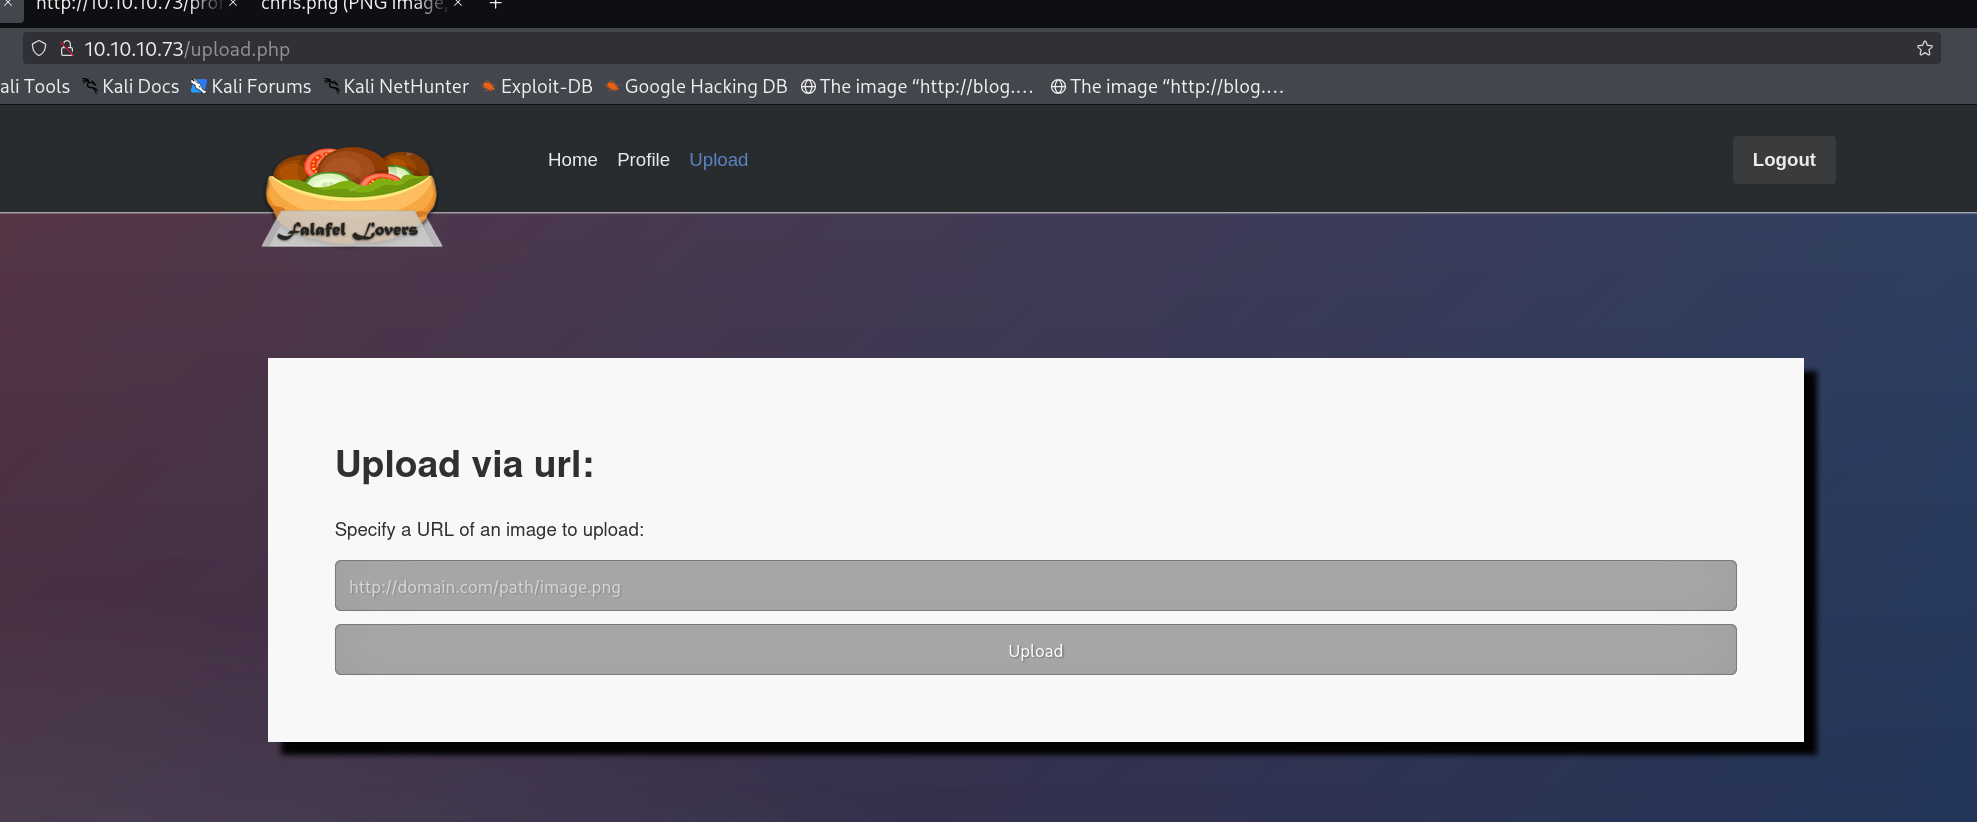 http://10.10.10.73/prof × chris.png (PNG Image, × +
10.10.10.73/upload.php
ali Tools Kali Docs Kali Forums Kali NetHunter Exploit-DB Google Hacking DB The image “http://blog.… The image “http://blog.…
Home Profile Upload Logout
Falafel Lovers
Upload via url:
Specify a URL of an image to upload:
http://domain.com/path/image.png
Upload